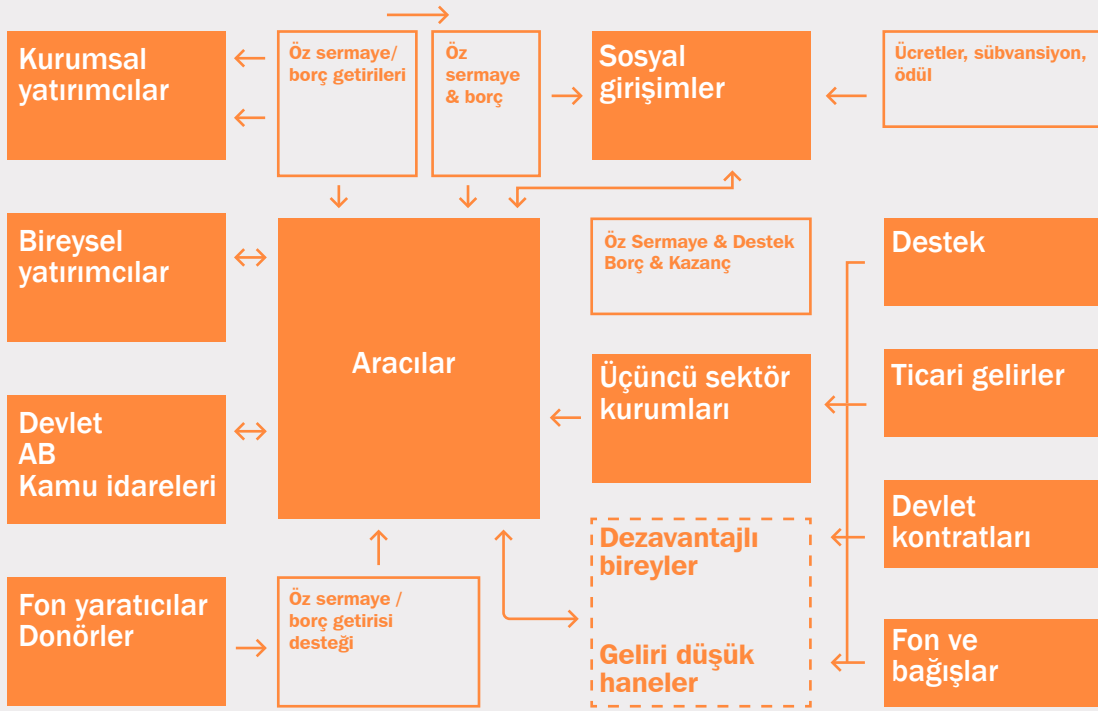 Kurumsal
yatırımcılar
Öz sermaye/
borç getirileri
Öz
sermaye
& borç
Sosyal
girişimler
Ücretler, sübvansiyon,
ödül
Bireysel
yatırımcılar
Aracılar
Öz Sermaye & Destek
Borç & Kazanç
Destek
Üçüncü sektör
kurumları
Ticari gelirler
Devlet
AB
Kamu idareleri
Devlet
kontratları
Dezavantajlı
bireyler
Geliri düşük
haneler
Fon yaratıcılar
Donörler
Öz sermaye /
borç getirisi
desteği
Fon ve
bağışlar